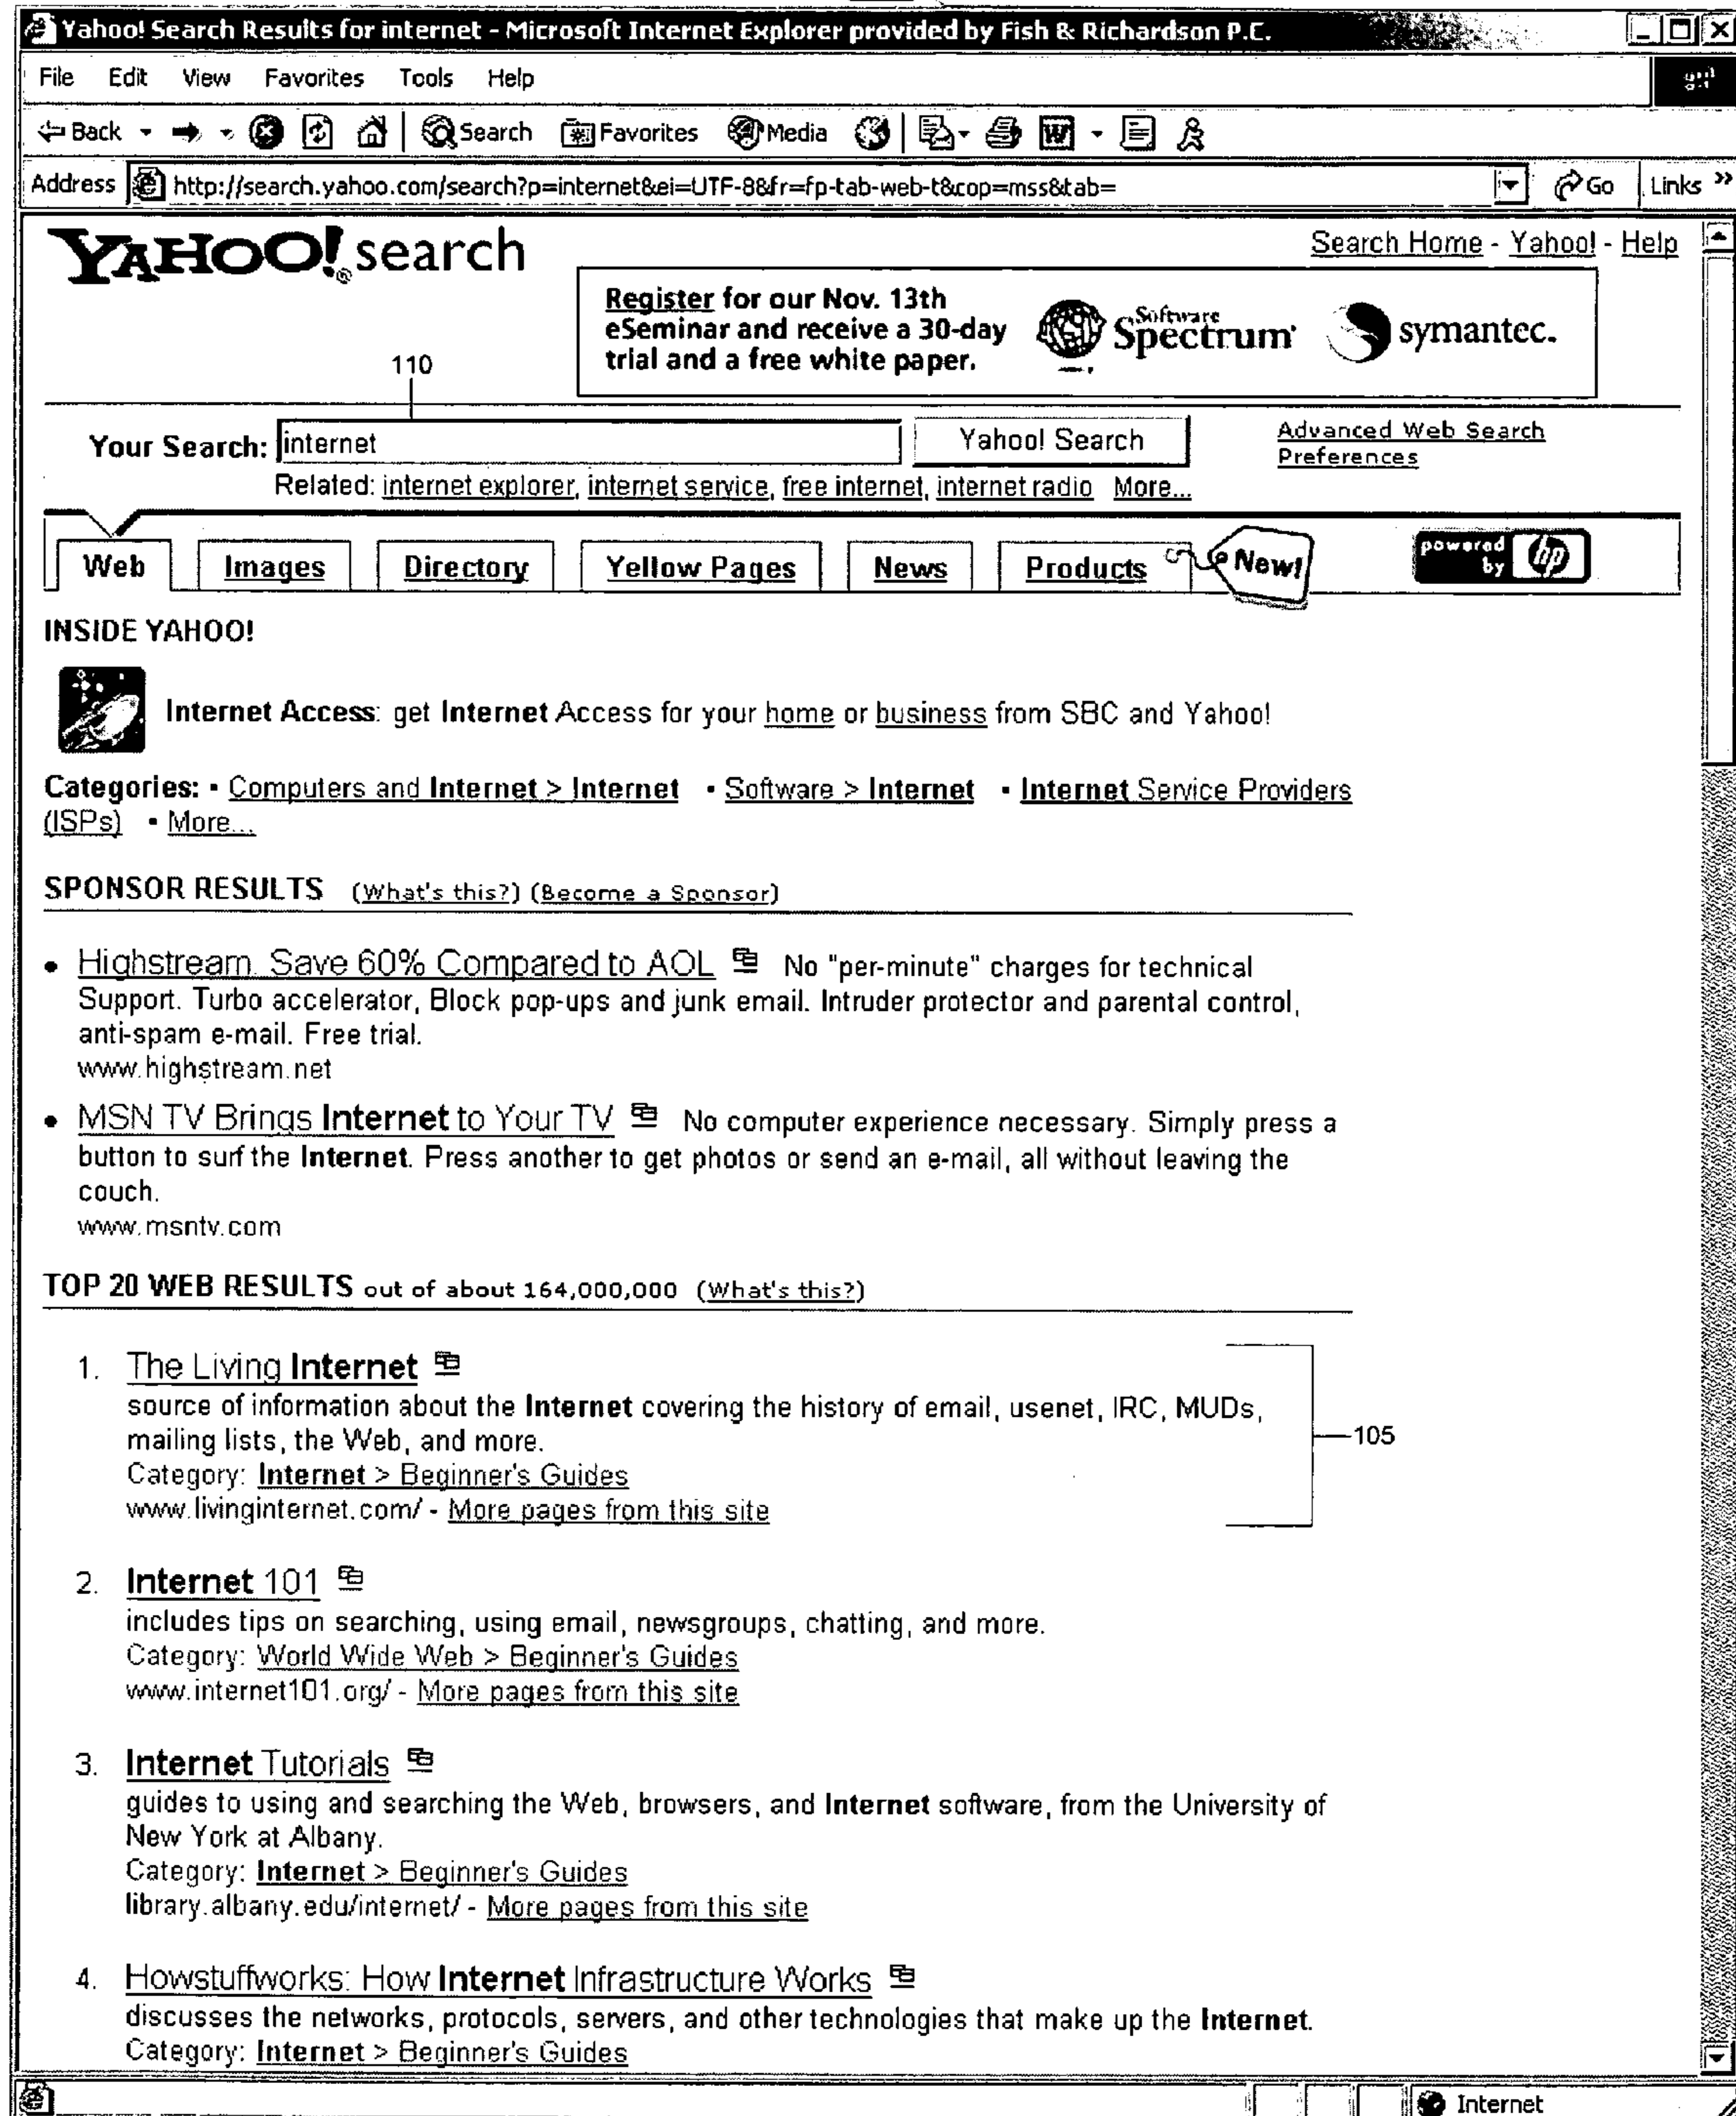 Yahoo! Search Results for internet - Microsoft Internet Explorer provided by Fish & Richardson P.C.
File Edit View Favorites Tools Help
Back Search Favorites Media
Address http://search.yahoo.com/search?p=internet&ei=UTF-8&fr=fp-tab-web-t&cop=mss&tab= Go Links »
YAHOO!® search
Search Home - Yahoo! - Help
Register for our Nov. 13th
eSeminar and receive a 30-day
trial and a free white paper.
Software
Spectrum
symantec.
110
Your Search: internet Yahoo! Search
Advanced Web Search
Preferences
Related: internet explorer, internet service, free internet, internet radio More...
Web Images Directory Yellow Pages News Products New!
powered
by hp
INSIDE YAHOO!
Internet Access: get Internet Access for your home or business from SBC and Yahoo!
Categories: ▪ Computers and Internet > Internet ▪ Software > Internet ▪ Internet Service Providers
(ISPs) ▪ More...
SPONSOR RESULTS (What's this?) (Become a Sponsor)
• Highstream. Save 60% Compared to AOL No "per-minute" charges for technical
Support. Turbo accelerator, Block pop-ups and junk email. Intruder protector and parental control,
anti-spam e-mail. Free trial.
www.highstream.net
• MSN TV Brings Internet to Your TV No computer experience necessary. Simply press a
button to surf the Internet. Press another to get photos or send an e-mail, all without leaving the
couch.
www.msntv.com
TOP 20 WEB RESULTS out of about 164,000,000 (What's this?)
1. The Living Internet
source of information about the Internet covering the history of email, usenet, IRC, MUDs,
mailing lists, the Web, and more.
Category: Internet > Beginner's Guides
www.livinginternet.com/ - More pages from this site
105
2. Internet 101
includes tips on searching, using email, newsgroups, chatting, and more.
Category: World Wide Web > Beginner's Guides
www.internet101.org/ - More pages from this site
3. Internet Tutorials
guides to using and searching the Web, browsers, and Internet software, from the University of
New York at Albany.
Category: Internet > Beginner's Guides
library.albany.edu/internet/ - More pages from this site
4. Howstuffworks: How Internet Infrastructure Works
discusses the networks, protocols, servers, and other technologies that make up the Internet.
Category: Internet > Beginner's Guides
Internet